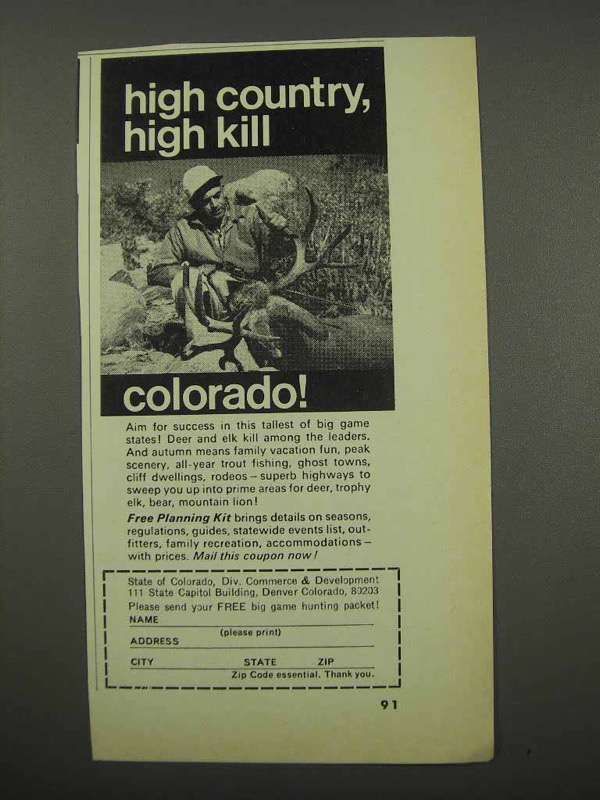 high country,
high kill
colorado!
Aim for success in this tallest of big game
states! Deer and elk kill among the leaders.
And autumn means family vacation fun, peak
scenery, all-year trout fishing, ghost towns,
cliff dwellings, rodeos – superb highways to
sweep you up into prime areas for deer, trophy
elk, bear, mountain lion!
Free Planning Kit brings details on seasons,
regulations, guides, statewide events list, out-
fitters, family recreation, accommodations –
with prices. Mail this coupon now!
State of Colorado, Div. Commerce & Development
111 State Capitol Building, Denver Colorado, 80203
Please send your FREE big game hunting packet!
NAME
(please print)
ADDRESS
CITY STATE ZIP
Zip Code essential. Thank you.
91